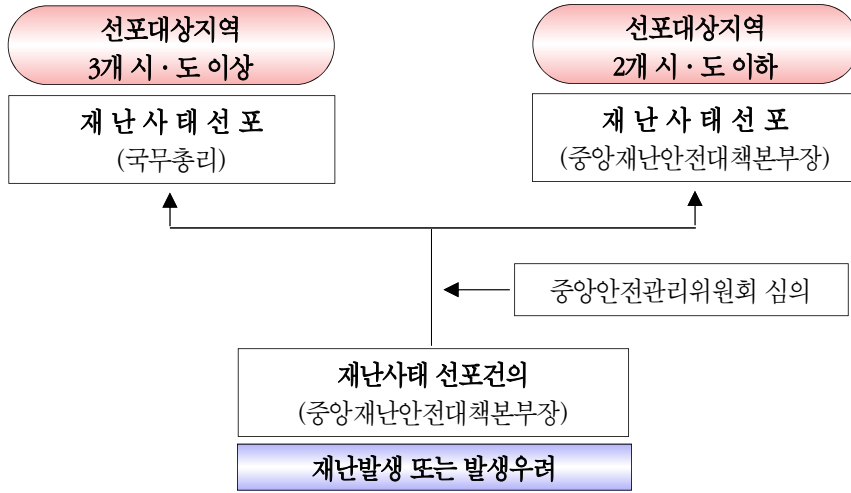 선포대상지역
3개 시·도 이상
재 난 사 태 선 포
(국무총리)
선포대상지역
2개 시·도 이하
재 난 사 태 선 포
(중앙재난안전대책본부장)
중앙안전관리위원회 심의
재난사태 선포건의
(중앙재난안전대책본부장)
재난발생 또는 발생우려